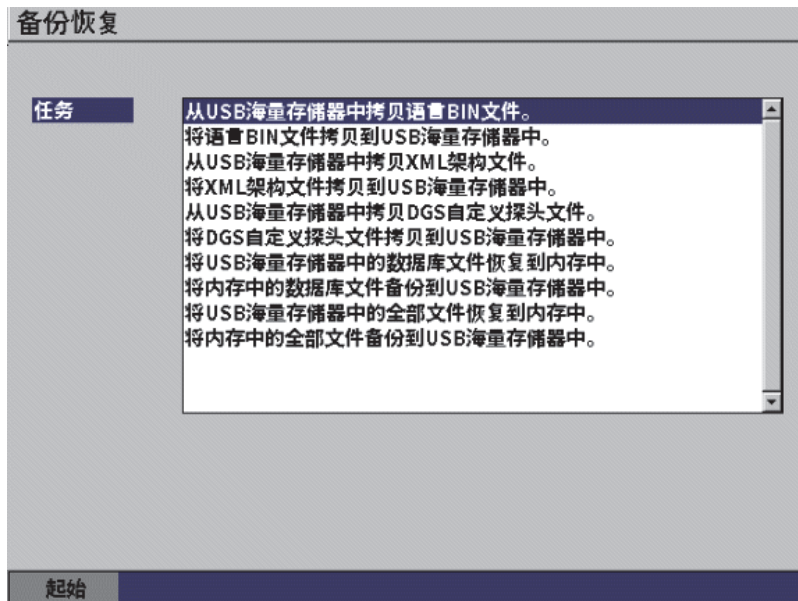 备份恢复
任务
从USB海量存储器中拷贝语言BIN文件。
将语言BIN文件拷贝到USB海量存储器中。
从USB海量存储器中拷贝XML架构文件。
将XML架构文件拷贝到USB海量存储器中。
从USB海量存储器中拷贝DGS自定义探头文件。
将DGS自定义探头文件拷贝到USB海量存储器中。
将USB海量存储器中的数据库文件恢复到内存中。
将内存中的数据库文件备份到USB海量存储器中。
将USB海量存储器中的全部文件恢复到内存中。
将内存中的全部文件备份到USB海量存储器中。
起始